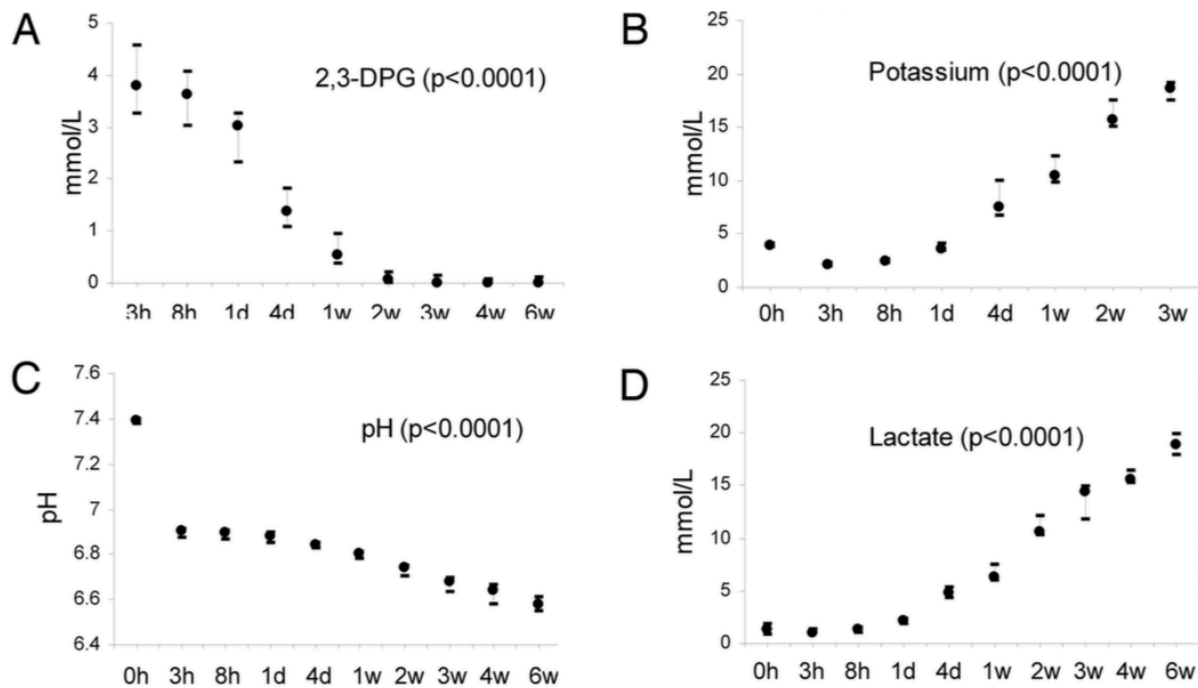 A
5
4
3
2
1
0
mmol/L
2,3-DPG (p<0.0001)
3h 8h 1d 4d 1w 2w 3w 4w 6w
B
25
20
15
10
5
0
mmol/L
Potassium (p<0.0001)
0h 3h 8h 1d 4d 1w 2w 3w
C
7.6
7.4
7.2
7
6.8
6.6
6.4
pH
pH (p<0.0001)
0h 3h 8h 1d 4d 1w 2w 3w 4w 6w
D
25
20
15
10
5
0
mmol/L
Lactate (p<0.0001)
0h 3h 8h 1d 4d 1w 2w 3w 4w 6w